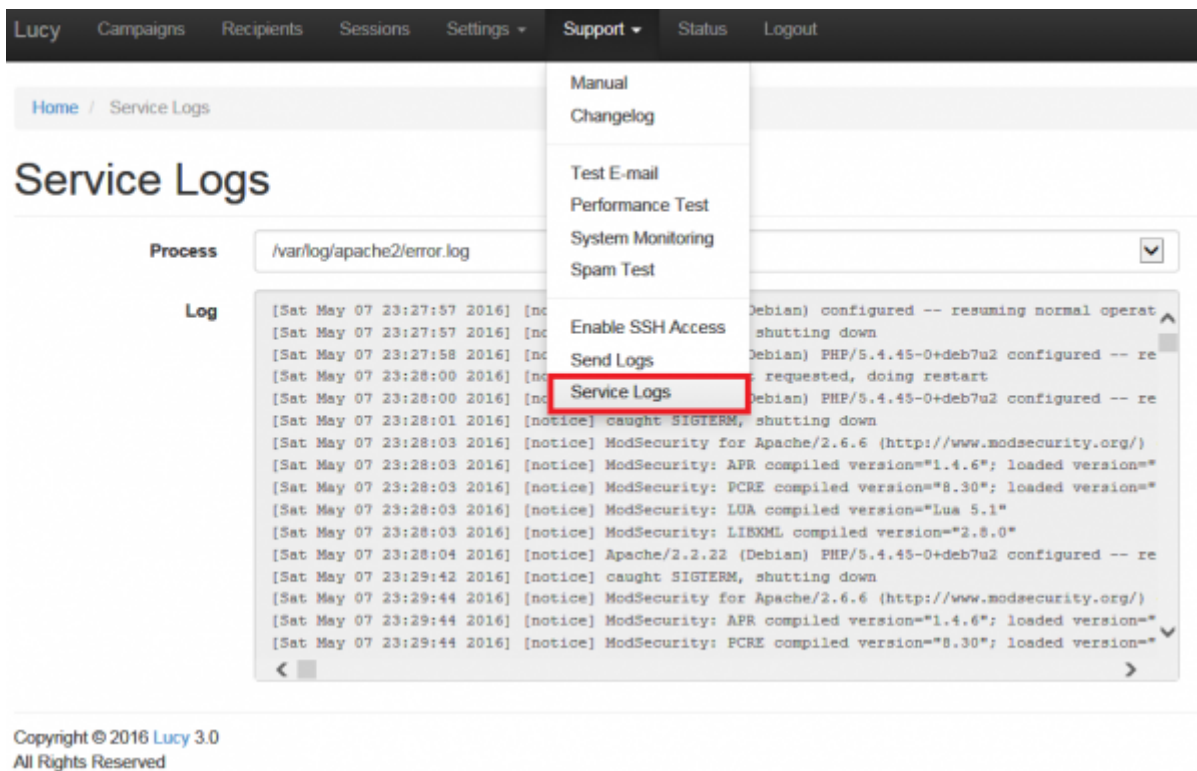 Lucy Campaigns Recipients Sessions Settings Support Status Logout
Manual
Changelog
Test E-mail
Performance Test
System Monitoring
Spam Test
Enable SSH Access
Send Logs
Service Logs
Home / Service Logs
Service Logs
Process /var/log/apache2/error.log
Log
[Sat May 07 23:27:57 2016] [no Debian) configured -- resuming normal operat
[Sat May 07 23:27:57 2016] [no shutting down
[Sat May 07 23:27:58 2016] [no Debian) PHP/5.4.45-0+deb7u2 configured -- re
[Sat May 07 23:28:00 2016] [no requested, doing restart
[Sat May 07 23:28:00 2016] [no Debian) PHP/5.4.45-0+deb7u2 configured -- re
[Sat May 07 23:28:01 2016] [notice] caught SIGTERM, shutting down
[Sat May 07 23:28:03 2016] [notice] ModSecurity for Apache/2.6.6 (http://www.modsecurity.org/)
[Sat May 07 23:28:03 2016] [notice] ModSecurity: APR compiled version="1.4.6"; loaded version="
[Sat May 07 23:28:03 2016] [notice] ModSecurity: PCRE compiled version="8.30"; loaded version="
[Sat May 07 23:28:03 2016] [notice] ModSecurity: LUA compiled version="Lua 5.1"
[Sat May 07 23:28:03 2016] [notice] ModSecurity: LIBXML compiled version="2.8.0"
[Sat May 07 23:28:04 2016] [notice] Apache/2.2.22 (Debian) PHP/5.4.45-0+deb7u2 configured -- re
[Sat May 07 23:29:42 2016] [notice] caught SIGTERM, shutting down
[Sat May 07 23:29:44 2016] [notice] ModSecurity for Apache/2.6.6 (http://www.modsecurity.org/)
[Sat May 07 23:29:44 2016] [notice] ModSecurity: APR compiled version="1.4.6"; loaded version="
[Sat May 07 23:29:44 2016] [notice] ModSecurity: PCRE compiled version="8.30"; loaded version="
Copyright © 2016 Lucy 3.0
All Rights Reserved